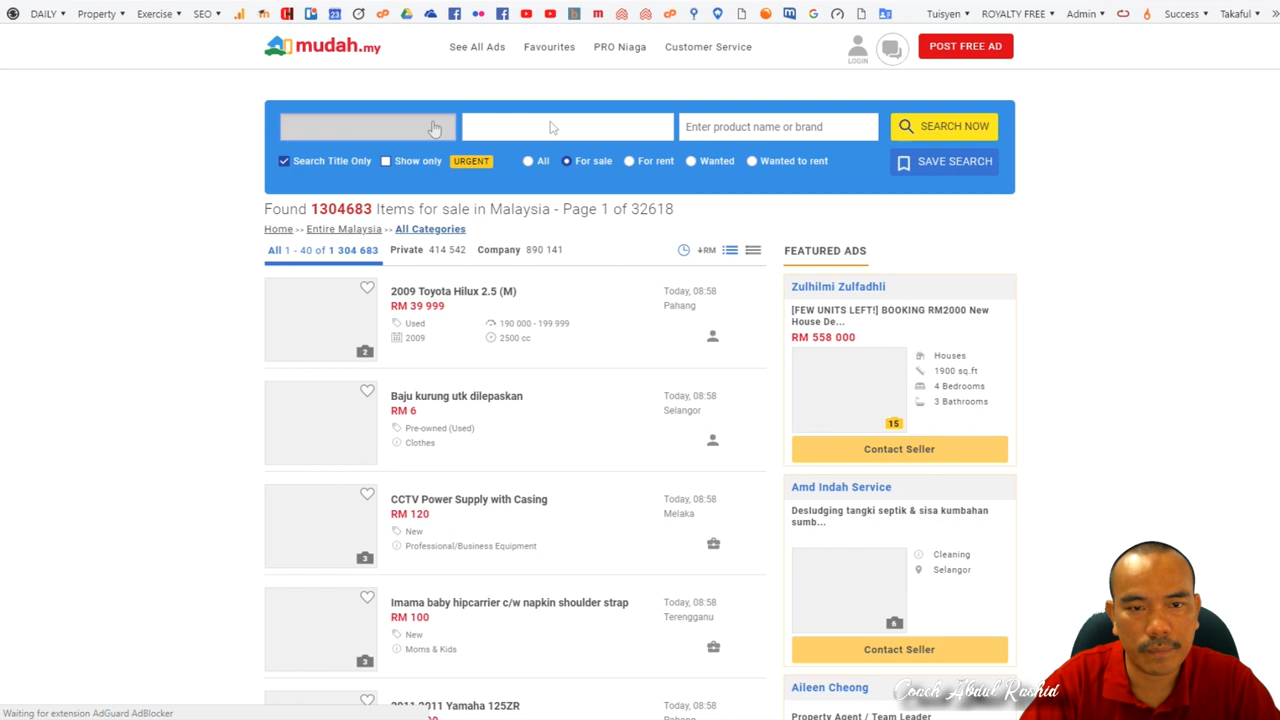 DAILY Property Exercise SEO Tuisyen ROYALTY FREE Admin Success Takaful
mudah.my See All Ads Favourites PRO Niaga Customer Service LOGIN POST FREE AD
Enter product name or brand SEARCH NOW
Search Title Only Show only URGENT All For sale For rent Wanted Wanted to rent SAVE SEARCH
Found 1304683 Items for sale in Malaysia - Page 1 of 32618
Home >> Entire Malaysia >> All Categories
All 1 - 40 of 1 304 683 Private 414 542 Company 890 141 RM
2009 Toyota Hilux 2.5 (M) Today, 08:58
RM 39 999 Pahang
Used 190 000 - 199 999
2009 2500 cc
2
Baju kurung utk dilepaskan Today, 08:58
RM 6 Selangor
Pre-owned (Used)
Clothes
CCTV Power Supply with Casing Today, 08:58
RM 120 Melaka
New
Professional/Business Equipment
3
Imama baby hipcarrier c/w napkin shoulder strap Today, 08:58
RM 100 Terengganu
New
Moms & Kids
3
2011 2011 Yamaha 125ZR Today, 08:58
Pahang
FEATURED ADS
Zulhilmi Zulfadhli
[FEW UNITS LEFT!] BOOKING RM2000 New
House De...
RM 558 000
Houses
1900 sq.ft
4 Bedrooms
3 Bathrooms
15
Contact Seller
Amd Indah Service
Desludging tangki septik & sisa kumbahan
sumb...
Cleaning
Selangor
6
Contact Seller
Aileen Cheong
Property Agent / Team Leader
Coach Abdul Rashid
Waiting for extension AdGuard AdBlocker